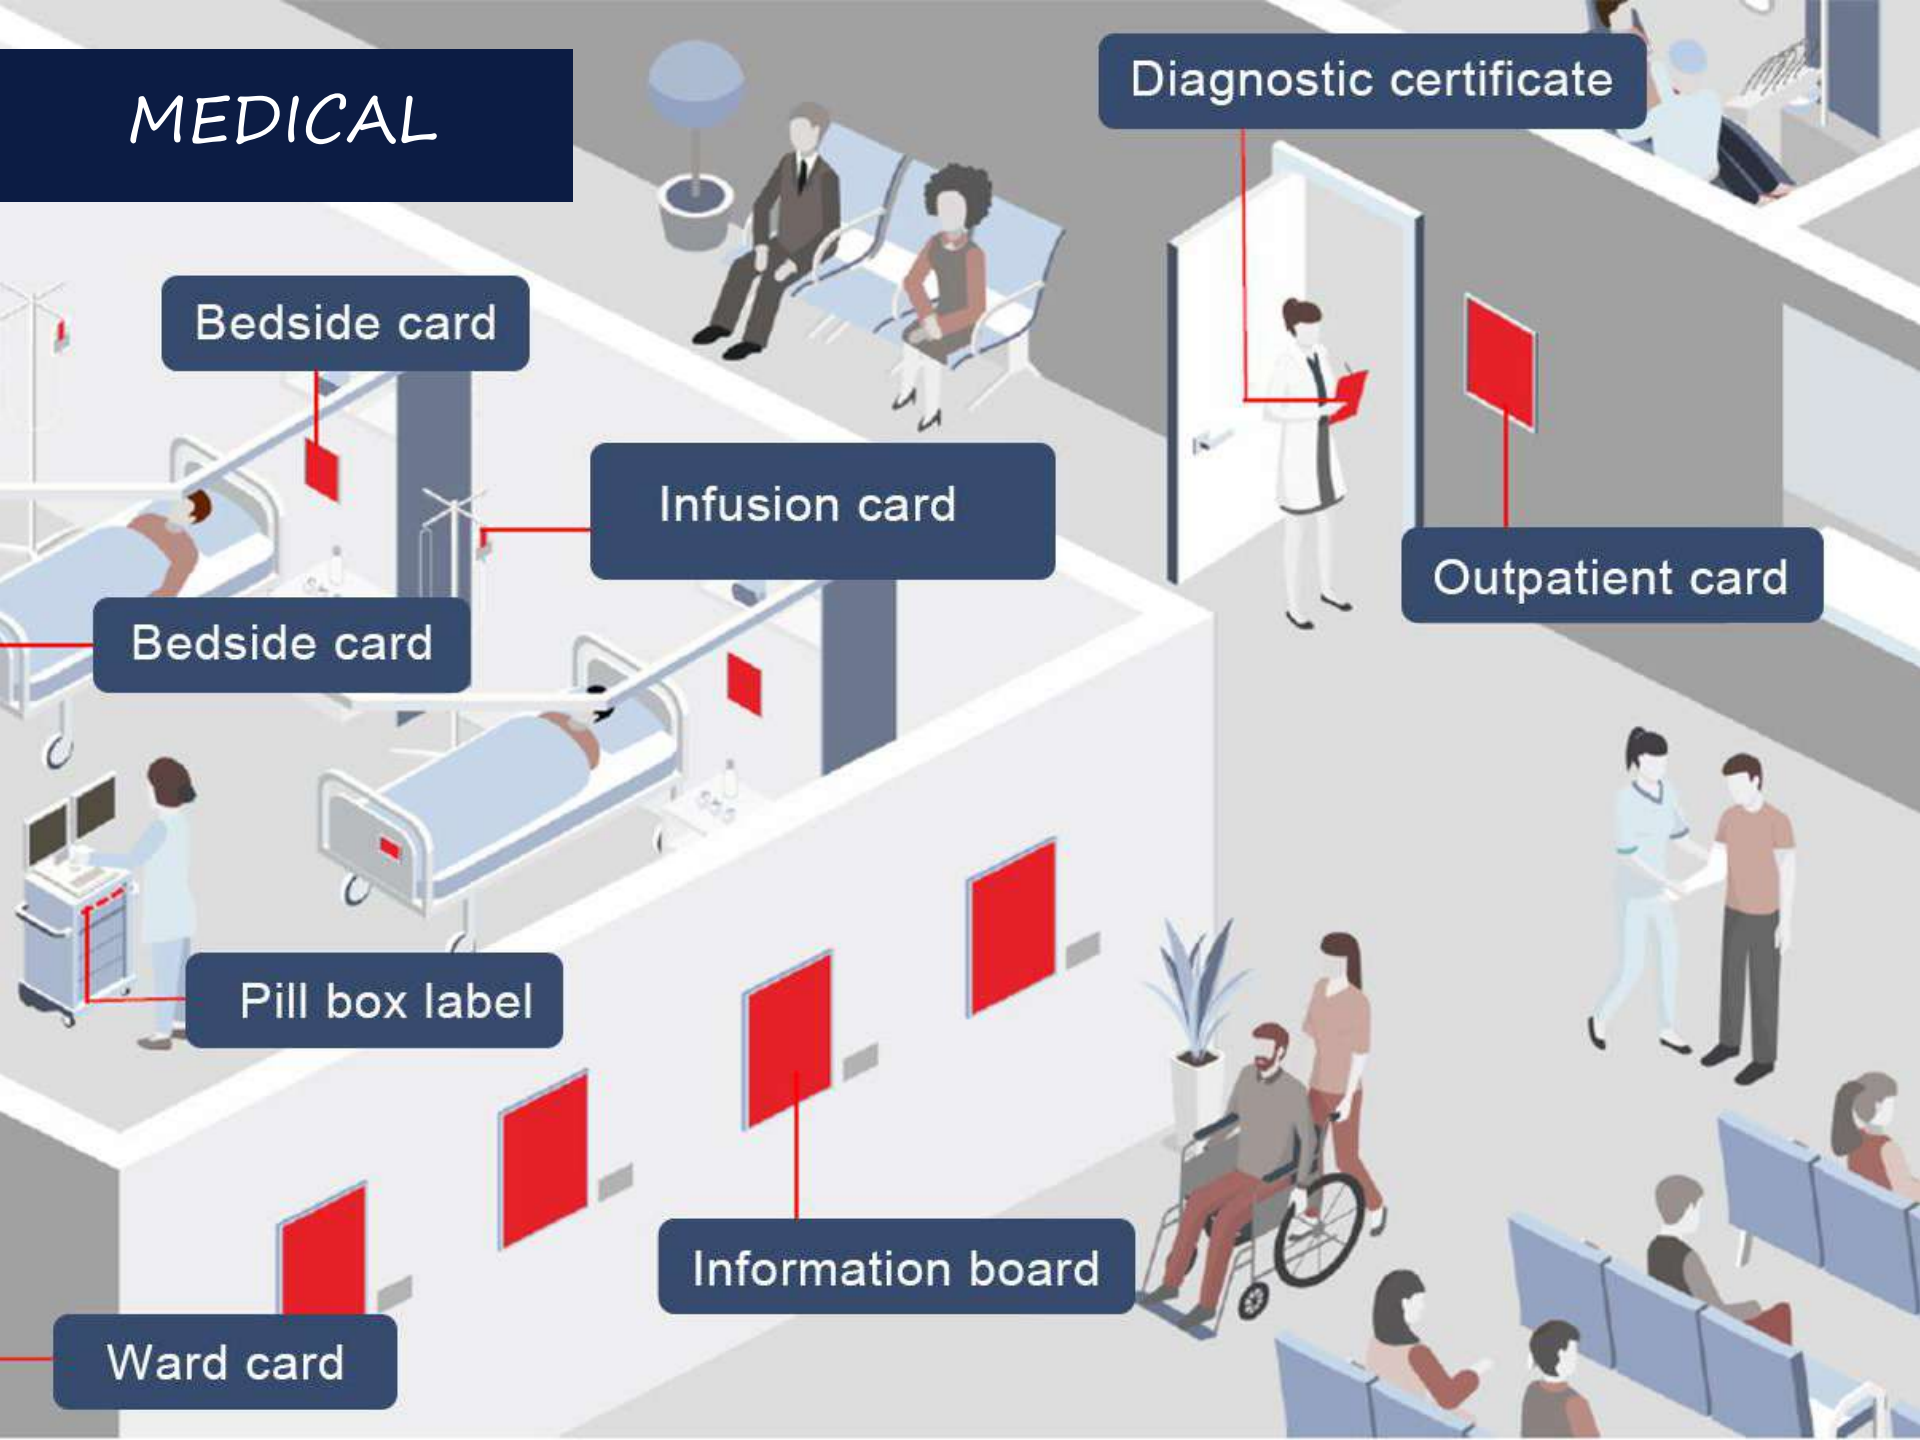 MEDICAL
Diagnostic certificate
Bedside card
Infusion card
Outpatient card
Bedside card
Pill box label
Information board
Ward card